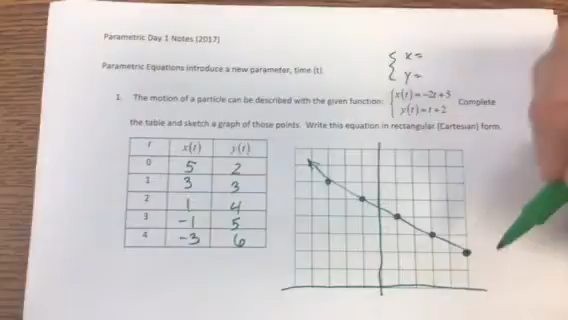 Parametric Day 1 Notes (2017)
{ x=
y=
Parametric Equations introduce a new parameter, time (t).
1. The motion of a particle can be described with the given function: { x(t)=-2t+5
y(t)=t+2 Complete
the table and sketch a graph of those points. Write this equation in rectangular (Cartesian) form.
t x(t) y(t)
0 5 2
1 3 3
2 1 4
3 -1 5
4 -3 6